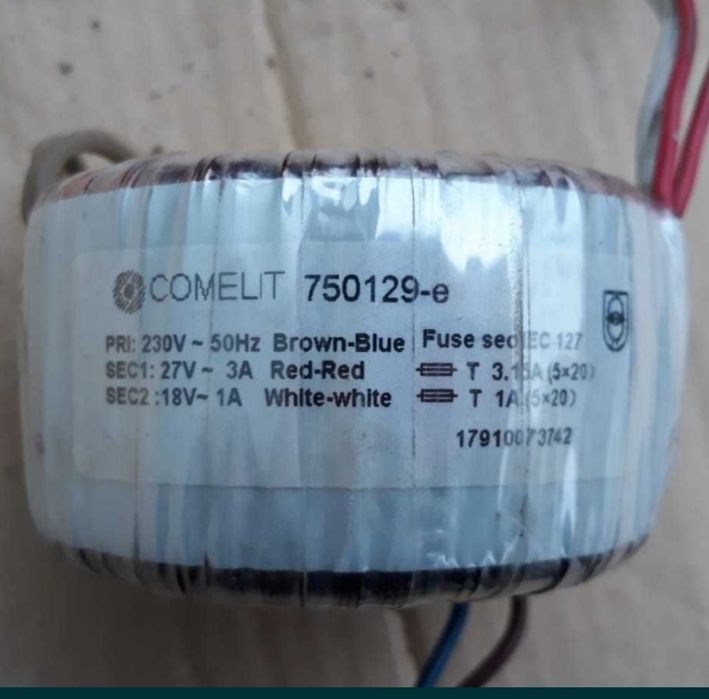 COMELIT 750129-e
PRI: 230V ~ 50Hz Brown-Blue Fuse sec IEC 127
SEC1: 27V ~ 3A Red-Red T 3.15A (5×20)
SEC2 :18V~ 1A White-white T 1A (5×20)
17910073742